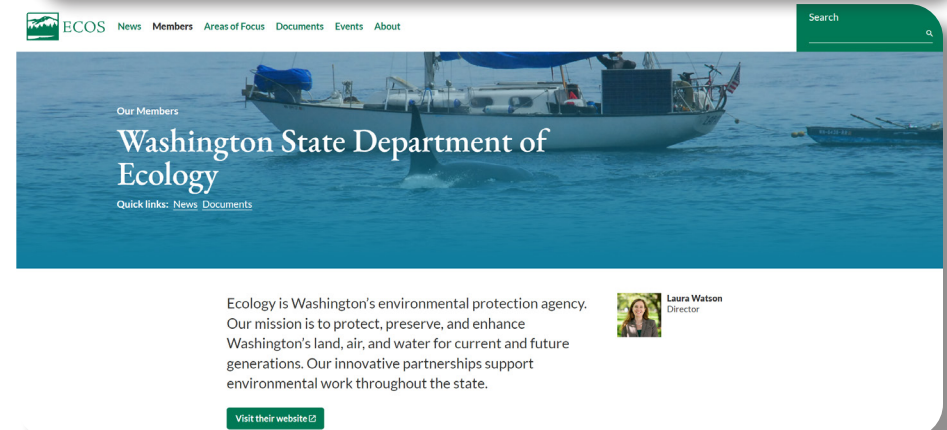 ECOS
News Members Areas of Focus Documents Events About
Search
Our Members
Washington State Department of
Ecology
Quick links: News Documents
Ecology is Washington's environmental protection agency.
Our mission is to protect, preserve, and enhance
Washington's land, air, and water for current and future
generations. Our innovative partnerships support
environmental work throughout the state.
Laura Watson
Director
Visit their website